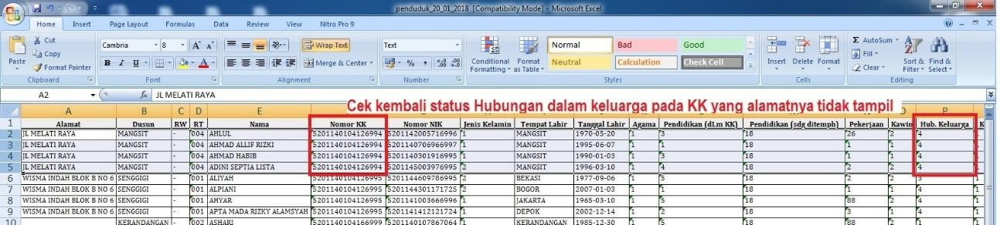 penduduk_20_01_2018 [Compatibility Mode] - Microsoft Excel
Home Insert Page Layout Formulas Data Review View Nitro Pro 9
Cut Cambria 8 Wrap Text Text Normal Bad Good AutoSum
Copy Fill
Paste Format Painter B I U Merge & Center % Conditional Formatting Format as Table Neutral Calculation Check Cell Insert Delete Format Clear Sort & Filter Find & Select
Clipboard Font Alignment Number Styles Cells Editing
A2 fx JL MELATI RAYA
Cek kembali status Hubungan dalam keluarga pada KK yang alamatnya tidak tampil
A B C D E P
1 Alamat Dusun RW RT Nama Nomor KK Nomor NIK Jenis Kelamin Tempat Lahir Tanggal Lahir Agama Pendidikan (dLm KK) Pendidikan (sdg ditemph) Pekerjaan Kawin Hub. Keluarga K
2 JL MELATI RAYA MANGSIT - 004 AHLUL 5201140104126994 5201142005716996 1 MANGSIT 1970-05-20 1 3 18 26 2 4
3 JL MELATI RAYA MANGSIT - 004 AHMAD ALLIF RIZKI 5201140104126994 5201140706966997 1 MANGSIT 1995-06-07 1 1 18 1 1 4
4 JL MELATI RAYA MANGSIT - 004 AHMAD HABIB 5201140104126994 5201140301916995 1 MANGSIT 1990-01-03 1 3 18 1 2 4
5 JL MELATI RAYA MANGSIT - 004 ADINI SEPTIA LISTA 5201140104126994 5201145003976995 2 MANGSIT 1996-03-10 1 4 18 2 2 4
6 WISMA INDAH BLOK B NO 6 SENGGIGI - 001 ALIYAH 5201140104126995 5201144609786995 2 BEKASI 1977-09-06 1 5 18 2 2 3 1
7 WISMA INDAH BLOK B NO 6 SENGGIGI - 001 ALPIANI 5201140104126995 5201144301171725 2 BOGOR 2007-01-03 1 1 18 1 1 4 1
8 WISMA INDAH BLOK B NO 6 SENGGIGI - 001 AHYAR 5201140104126995 5201141003666996 1 JAKARTA 1965-03-10 1 5 18 88 2 1 1
9 WISMA INDAH BLOK B NO 6 SENGGIGI - 001 APTA MADA RIZKY ALAMSYAH 5201140104126995 5201141412121724 1 DEPOK 2002-12-14 1 2 18 3 1 4 1
10 KERANDANGAN - 002 ASHARI 5201140104166999 5201140107867064 1 KERANDANGAN 1985-12-30 1 5 18 88 2 1 1